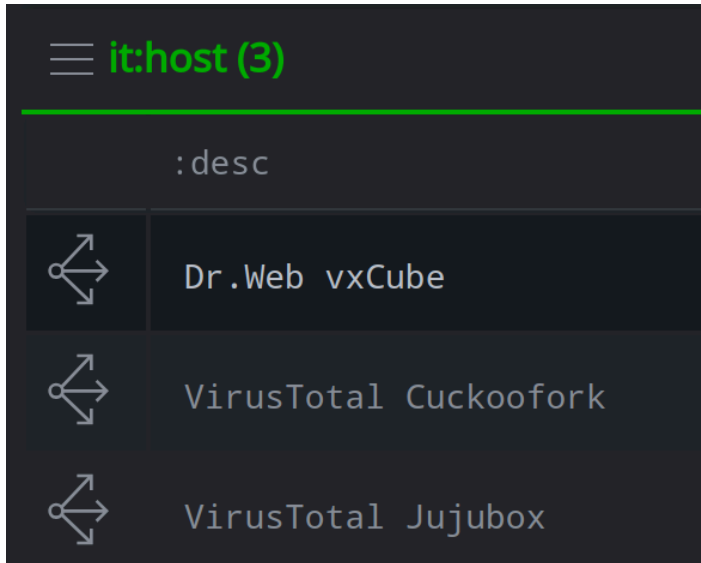 it:host (3)
:desc
Dr.Web vxCube
VirusTotal Cuckoofork
VirusTotal Jujubox